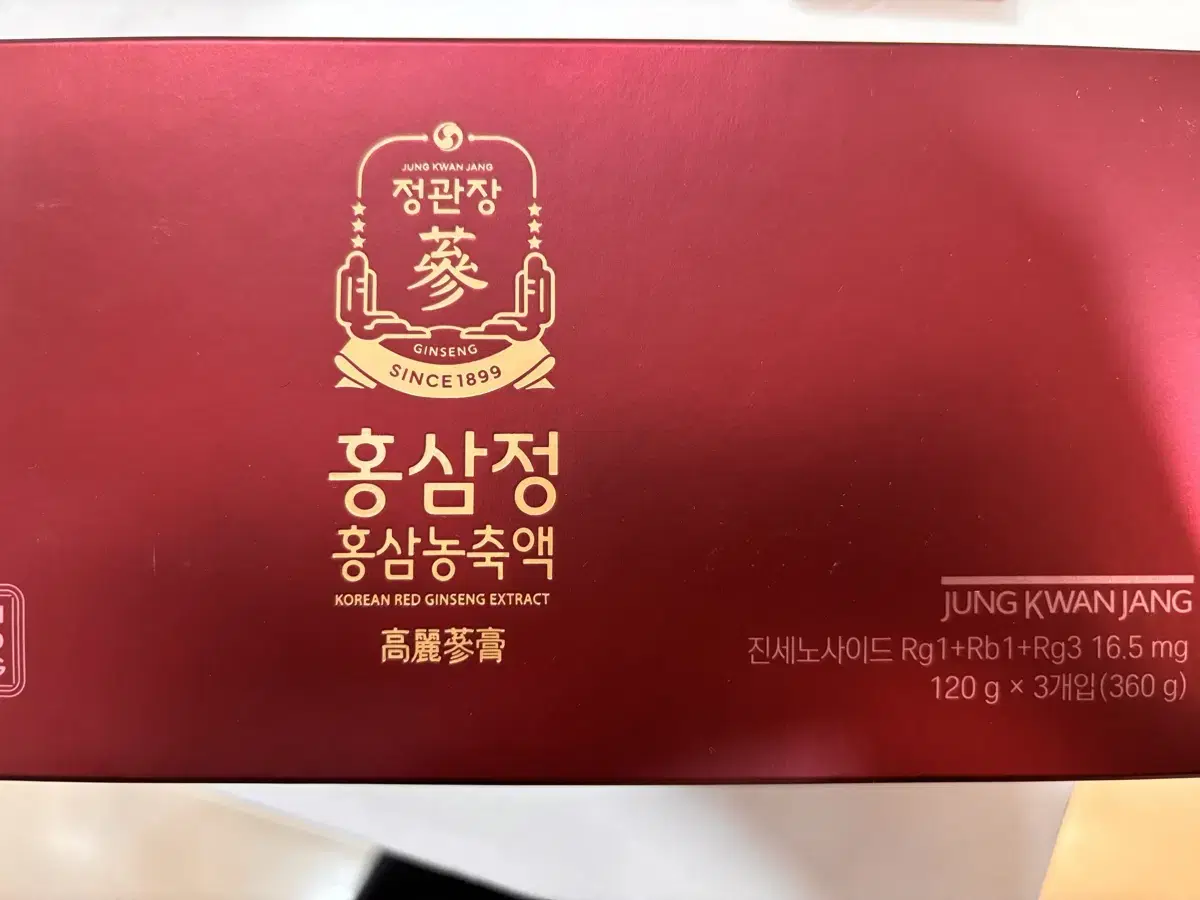 JUNG KWAN JANG
정관장
蔘
GINSENG
SINCE 1899
홍삼정
홍삼농축액
KOREAN RED GINSENG EXTRACT
高麗蔘膏
JUNG KWAN JANG
진세노사이드 Rg1+Rb1+Rg3 16.5 mg
120 g × 3개입(360 g)